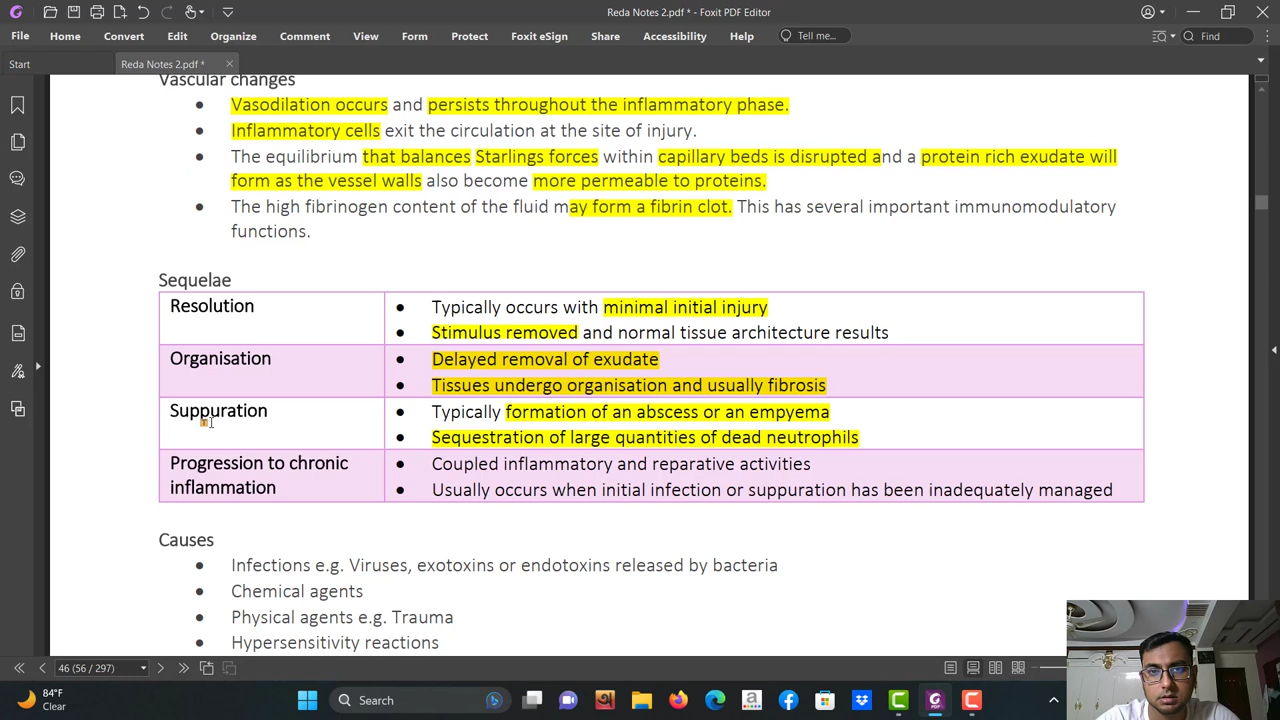 Reda Notes 2.pdf * - Foxit PDF Editor
File Home Convert Edit Organize Comment View Form Protect Foxit eSign Share Accessibility Help Tell me... Find
Start Reda Notes 2.pdf *
Vascular changes
• Vasodilation occurs and persists throughout the inflammatory phase.
• Inflammatory cells exit the circulation at the site of injury.
• The equilibrium that balances Starlings forces within capillary beds is disrupted and a protein rich exudate will
form as the vessel walls also become more permeable to proteins.
• The high fibrinogen content of the fluid may form a fibrin clot. This has several important immunomodulatory
functions.
Sequelae
Resolution
• Typically occurs with minimal initial injury
• Stimulus removed and normal tissue architecture results
Organisation
• Delayed removal of exudate
• Tissues undergo organisation and usually fibrosis
Suppuration
• Typically formation of an abscess or an empyema
• Sequestration of large quantities of dead neutrophils
Progression to chronic
inflammation
• Coupled inflammatory and reparative activities
• Usually occurs when initial infection or suppuration has been inadequately managed
Causes
• Infections e.g. Viruses, exotoxins or endotoxins released by bacteria
• Chemical agents
• Physical agents e.g. Trauma
• Hypersensitivity reactions
46 (56 / 297)
84°F
Clear
Search